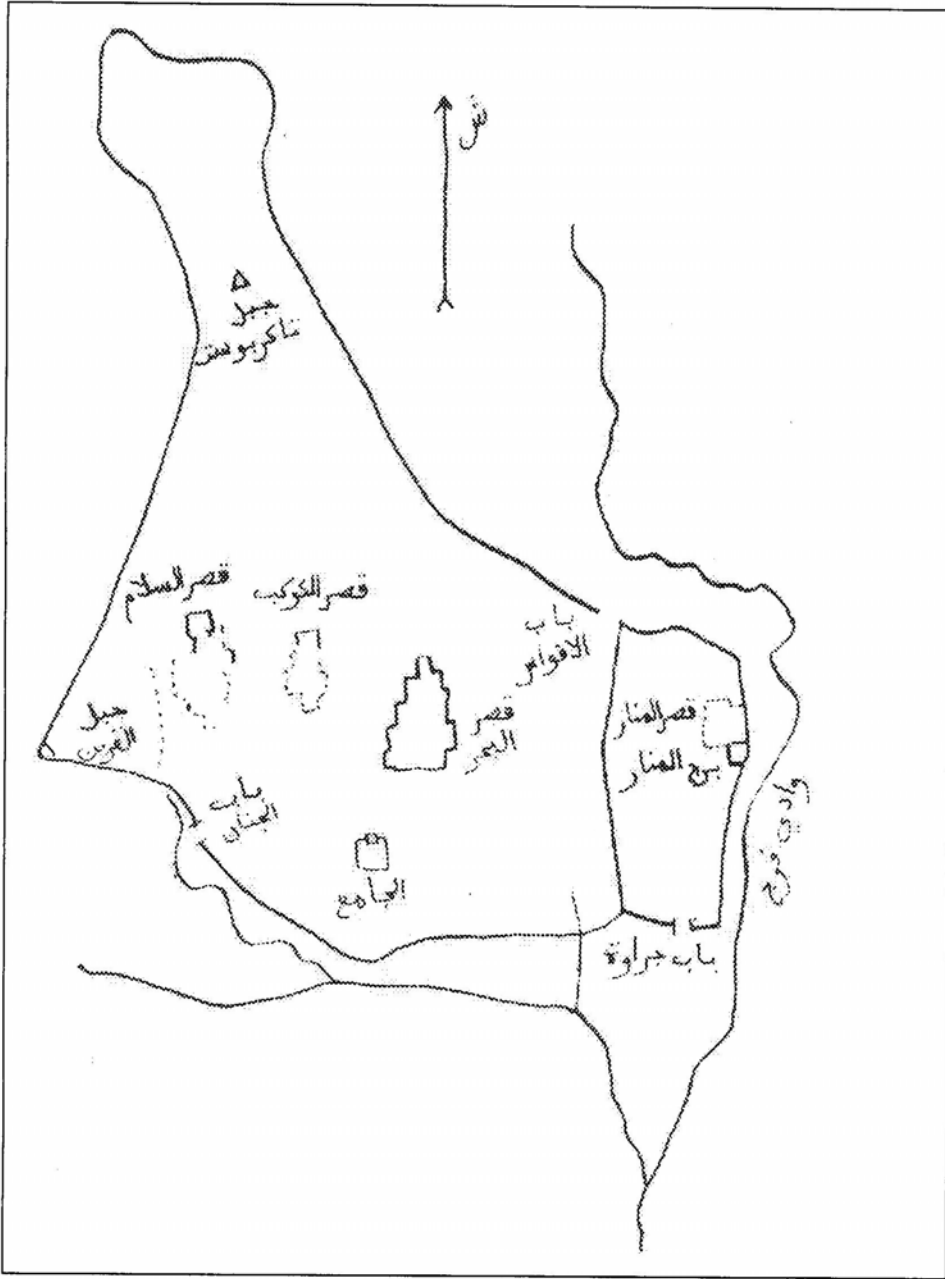 ش
جبل
تاكربوست
قصر السلام
قصر الكوكب
باب
الاقواس
جبل
القرين
قصر
البحر
قصر المنار
برج المنار
باب
الجنان
الجامع
وادي فرج
باب جراوة